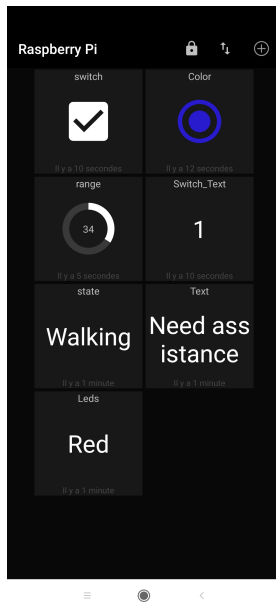 Raspberry Pi
switch
Color
Il y a 10 secondes
Il y a 12 secondes
range
Switch_Text
34
1
Il y a 5 secondes
Il y a 10 secondes
state
Text
Walking
Need ass
istance
Il y a 1 minute
Il y a 1 minute
Leds
Red
Il y a 1 minute